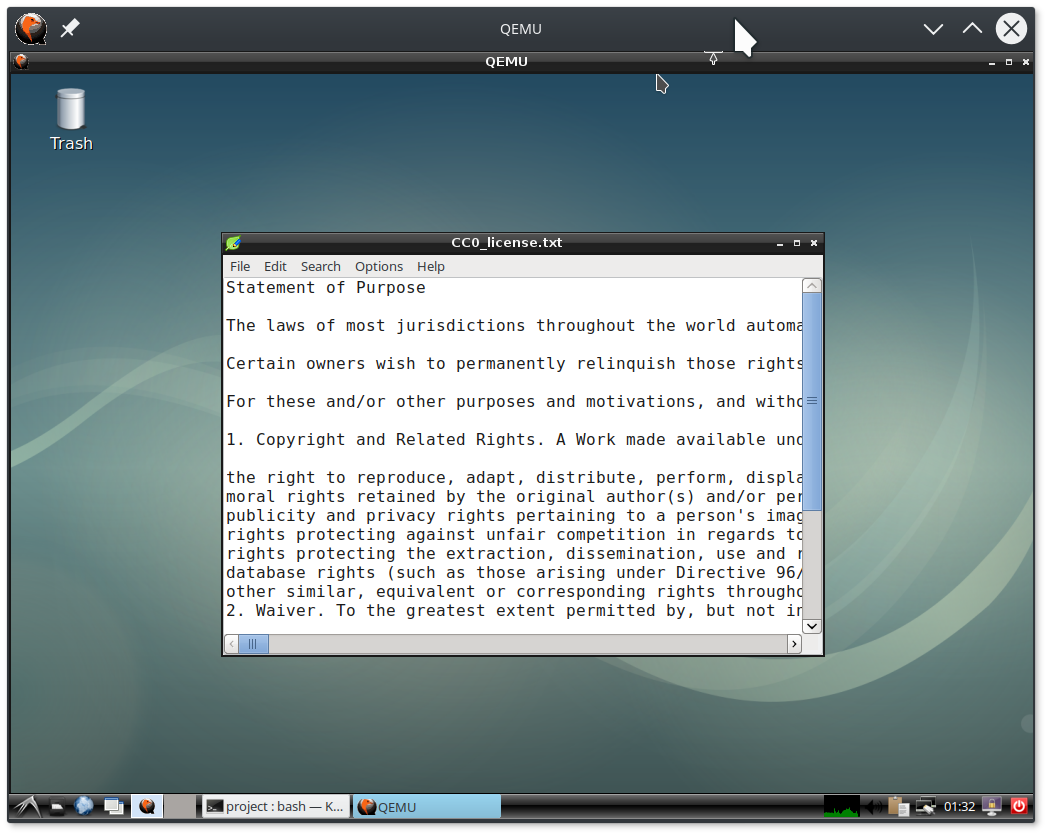 QEMU
QEMU
Trash
CC0_license.txt
File Edit Search Options Help
Statement of Purpose
The laws of most jurisdictions throughout the world automa
Certain owners wish to permanently relinquish those rights
For these and/or other purposes and motivations, and witho
1. Copyright and Related Rights. A Work made available und
the right to reproduce, adapt, distribute, perform, displa
moral rights retained by the original author(s) and/or per
publicity and privacy rights pertaining to a person's imag
rights protecting against unfair competition in regards to
rights protecting the extraction, dissemination, use and r
database rights (such as those arising under Directive 96/
other similar, equivalent or corresponding rights througho
2. Waiver. To the greatest extent permitted by, but not in
project : bash — K... QEMU 01:32